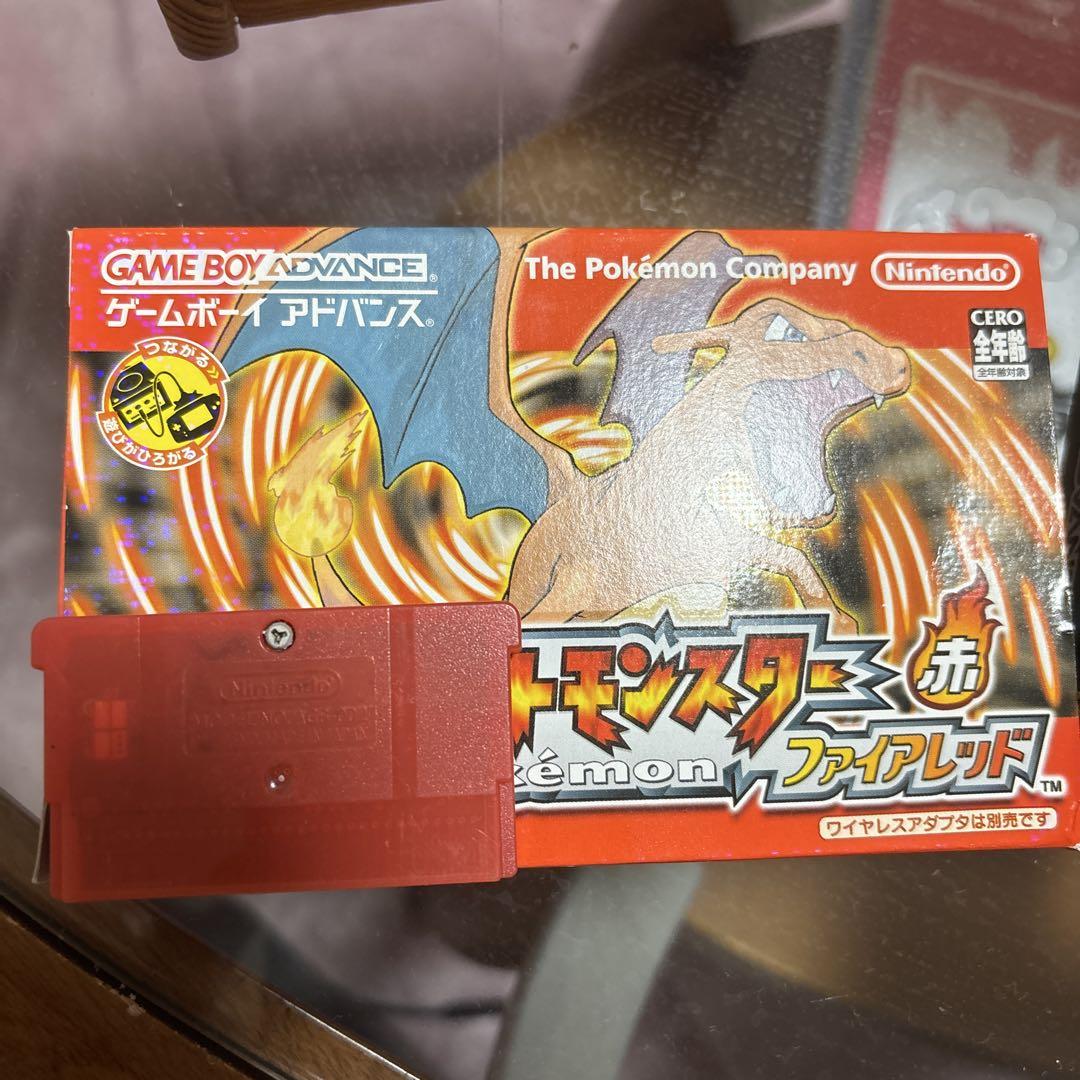 GAME BOY ADVANCE®
ゲームボーイ アドバンス®
The Pokémon Company
Nintendo®
CERO
全年齢
全年齢対象
つながる»
遊びがひろがる
トモンスター
赤
kémon
ファイアレッド
TM
ワイヤレスアダプタは別売です
Nintendo